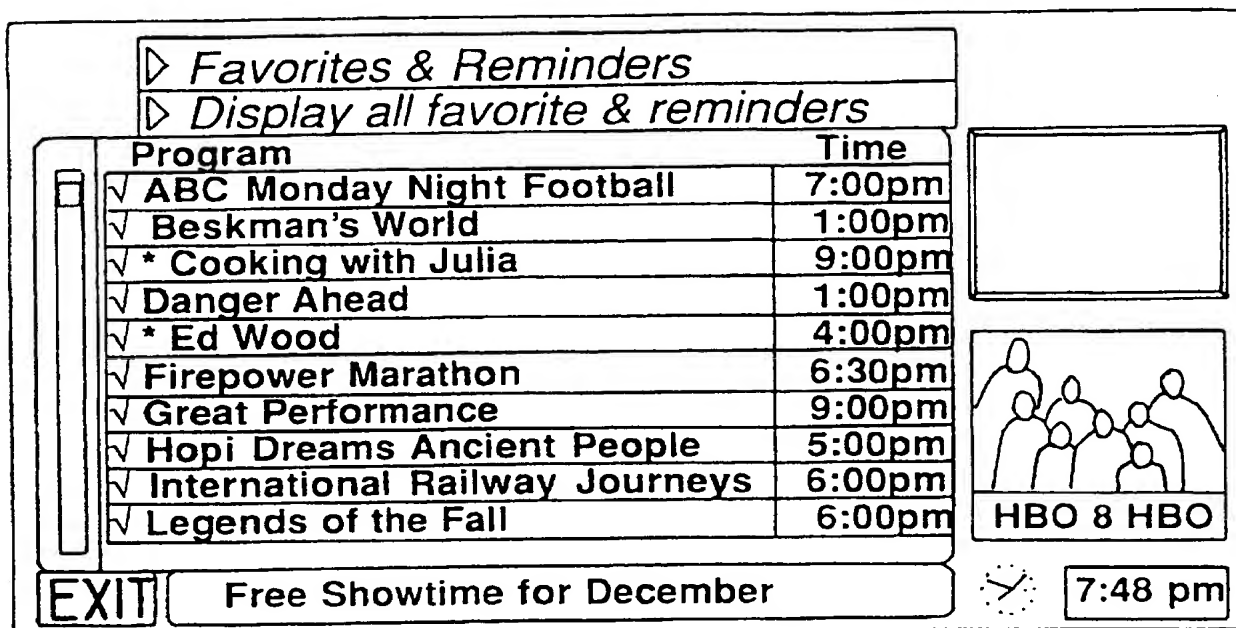 ▷ Favorites & Reminders
▷ Display all favorite & reminders
Program Time
√ ABC Monday Night Football 7:00pm
√ Beskman's World 1:00pm
√ * Cooking with Julia 9:00pm
√ Danger Ahead 1:00pm
√ * Ed Wood 4:00pm
√ Firepower Marathon 6:30pm
√ Great Performance 9:00pm
√ Hopi Dreams Ancient People 5:00pm
√ International Railway Journeys 6:00pm
√ Legends of the Fall 6:00pm
HBO 8 HBO
EXIT Free Showtime for December 7:48 pm